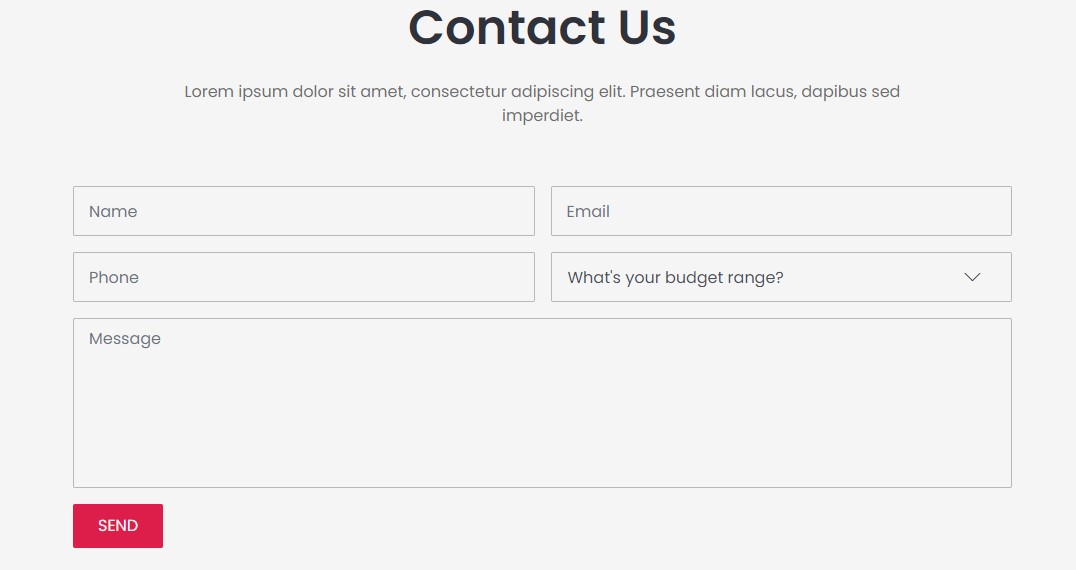 Contact Us
Lorem ipsum dolor sit amet, consectetur adipiscing elit. Praesent diam lacus, dapibus sed
imperdiet.
Name
Email
Phone
What's your budget range?
Message
SEND